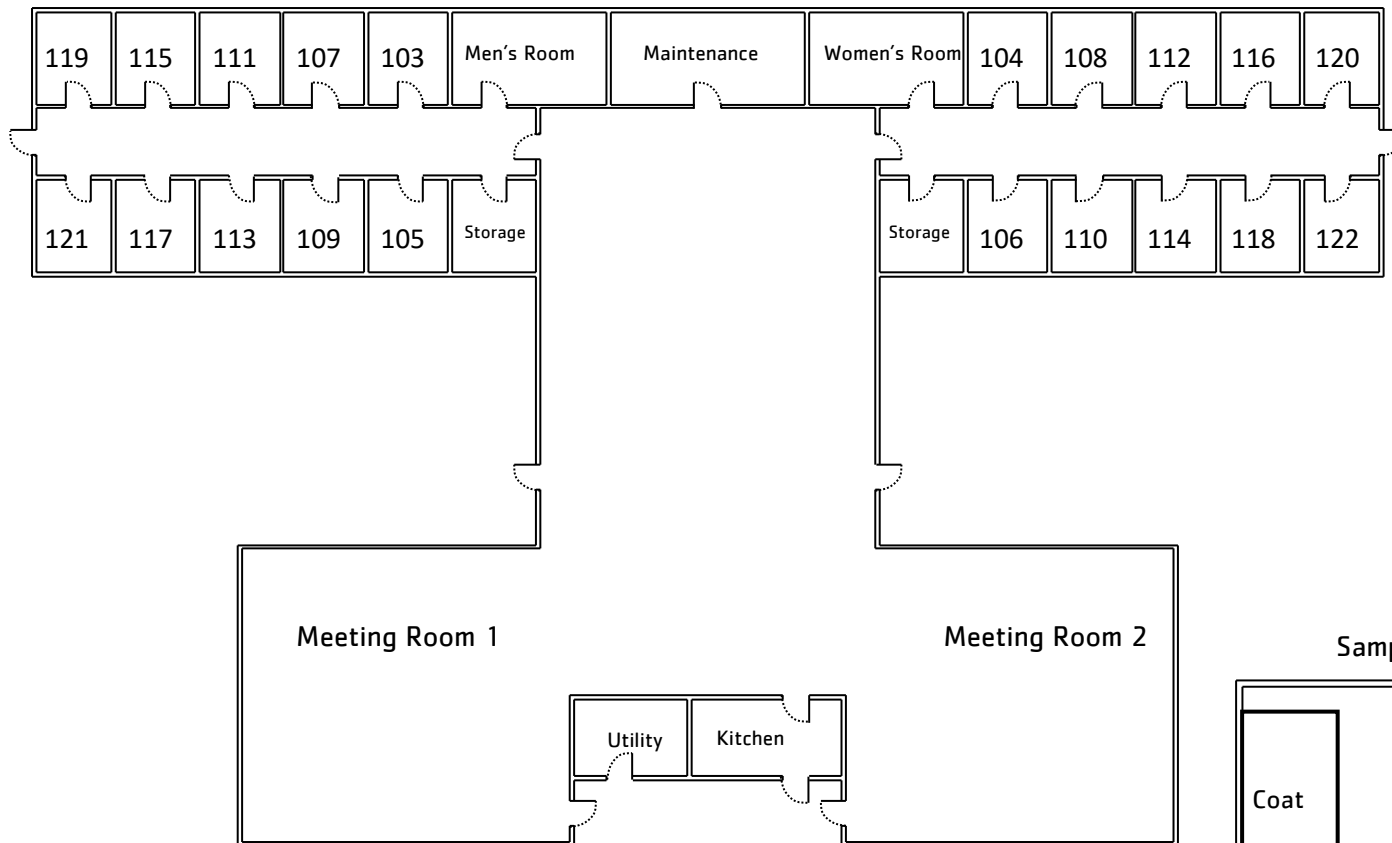 119 115 111 107 103 Men's Room Maintenance Women's Room 104 108 112 116 120
121 117 113 109 105 Storage Storage 106 110 114 118 122
Meeting Room 1 Meeting Room 2
Samp
Utility Kitchen
Coat